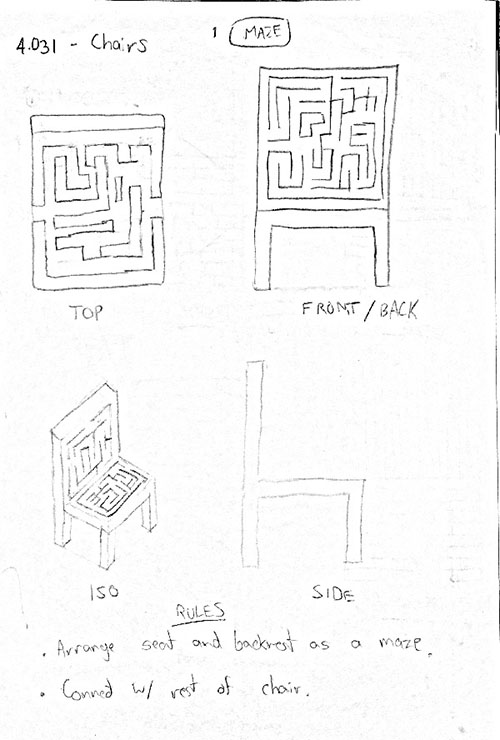 4.031 - Chairs
1 MAZE
TOP
FRONT / BACK
ISO
SIDE
RULES
. Arrange seat and backrest as a maze.
. Connect w/ rest of chair.